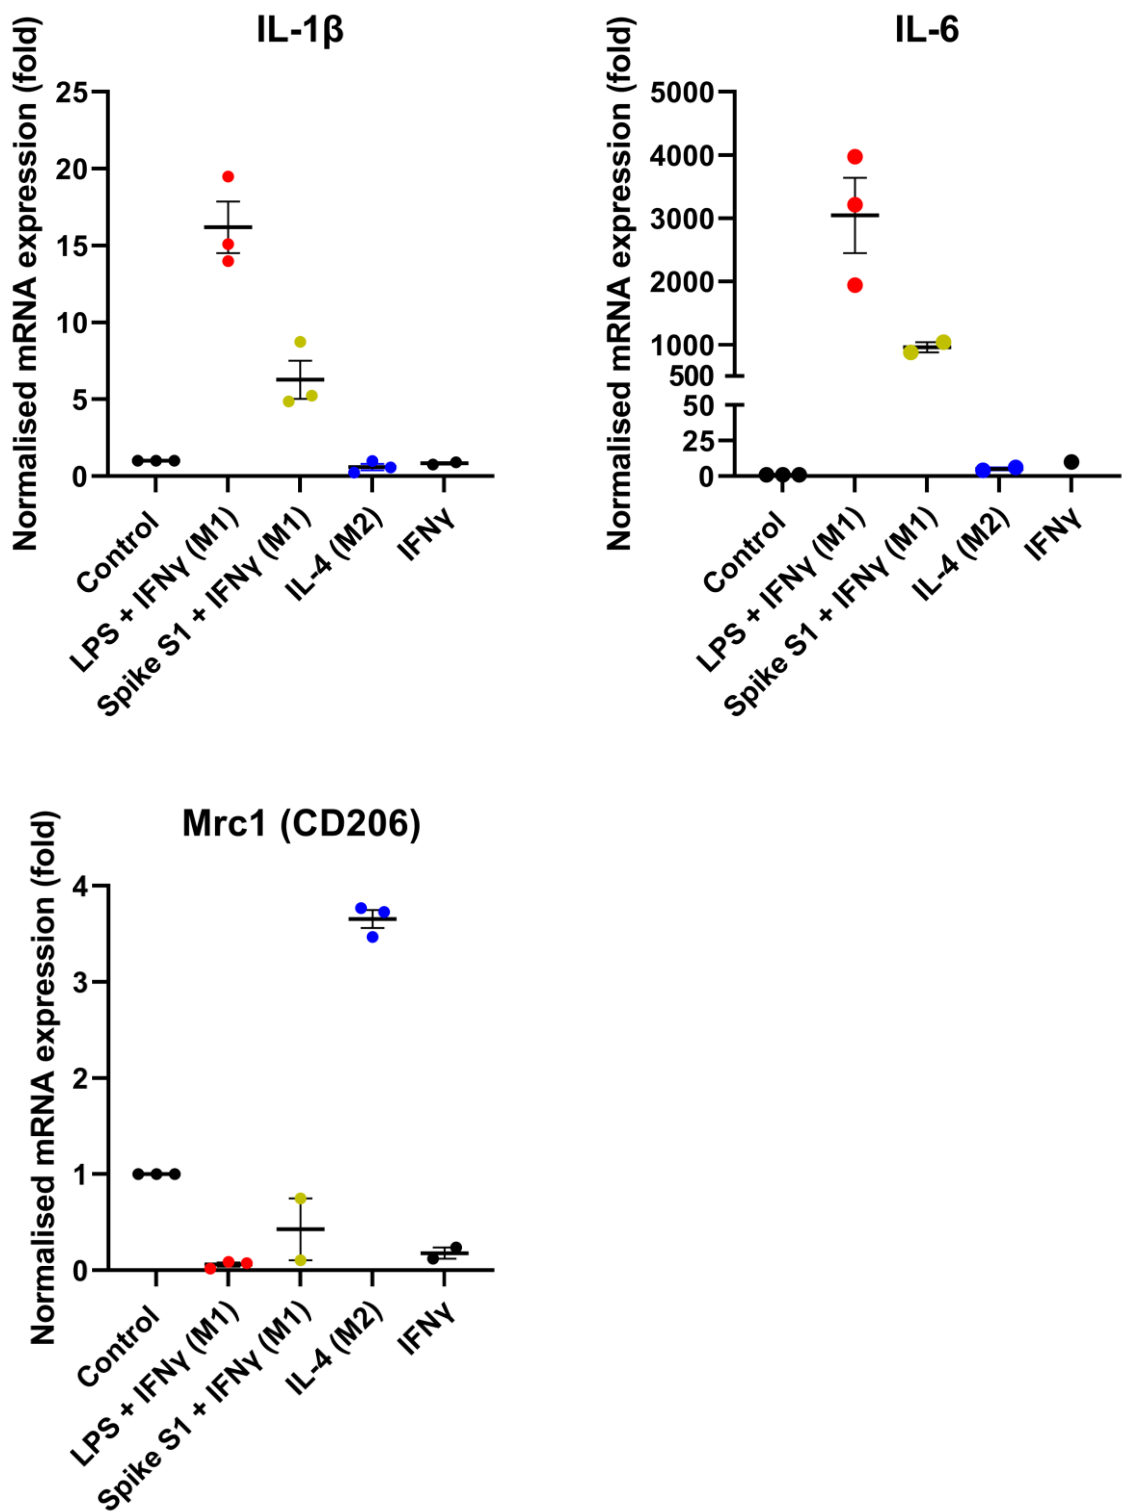 IL-1β
Normalised mRNA expression (fold)
25
20
15
10
5
0
Control
LPS + IFNγ (M1)
Spike S1 + IFNγ (M1)
IL-4 (M2)
IFNγ
IL-6
Normalised mRNA expression (fold)
5000
4000
3000
2000
1000
500
50
25
0
Control
LPS + IFNγ (M1)
Spike S1 + IFNγ (M1)
IL-4 (M2)
IFNγ
Mrc1 (CD206)
Normalised mRNA expression (fold)
4
3
2
1
0
Control
LPS + IFNγ (M1)
Spike S1 + IFNγ (M1)
IL-4 (M2)
IFNγ